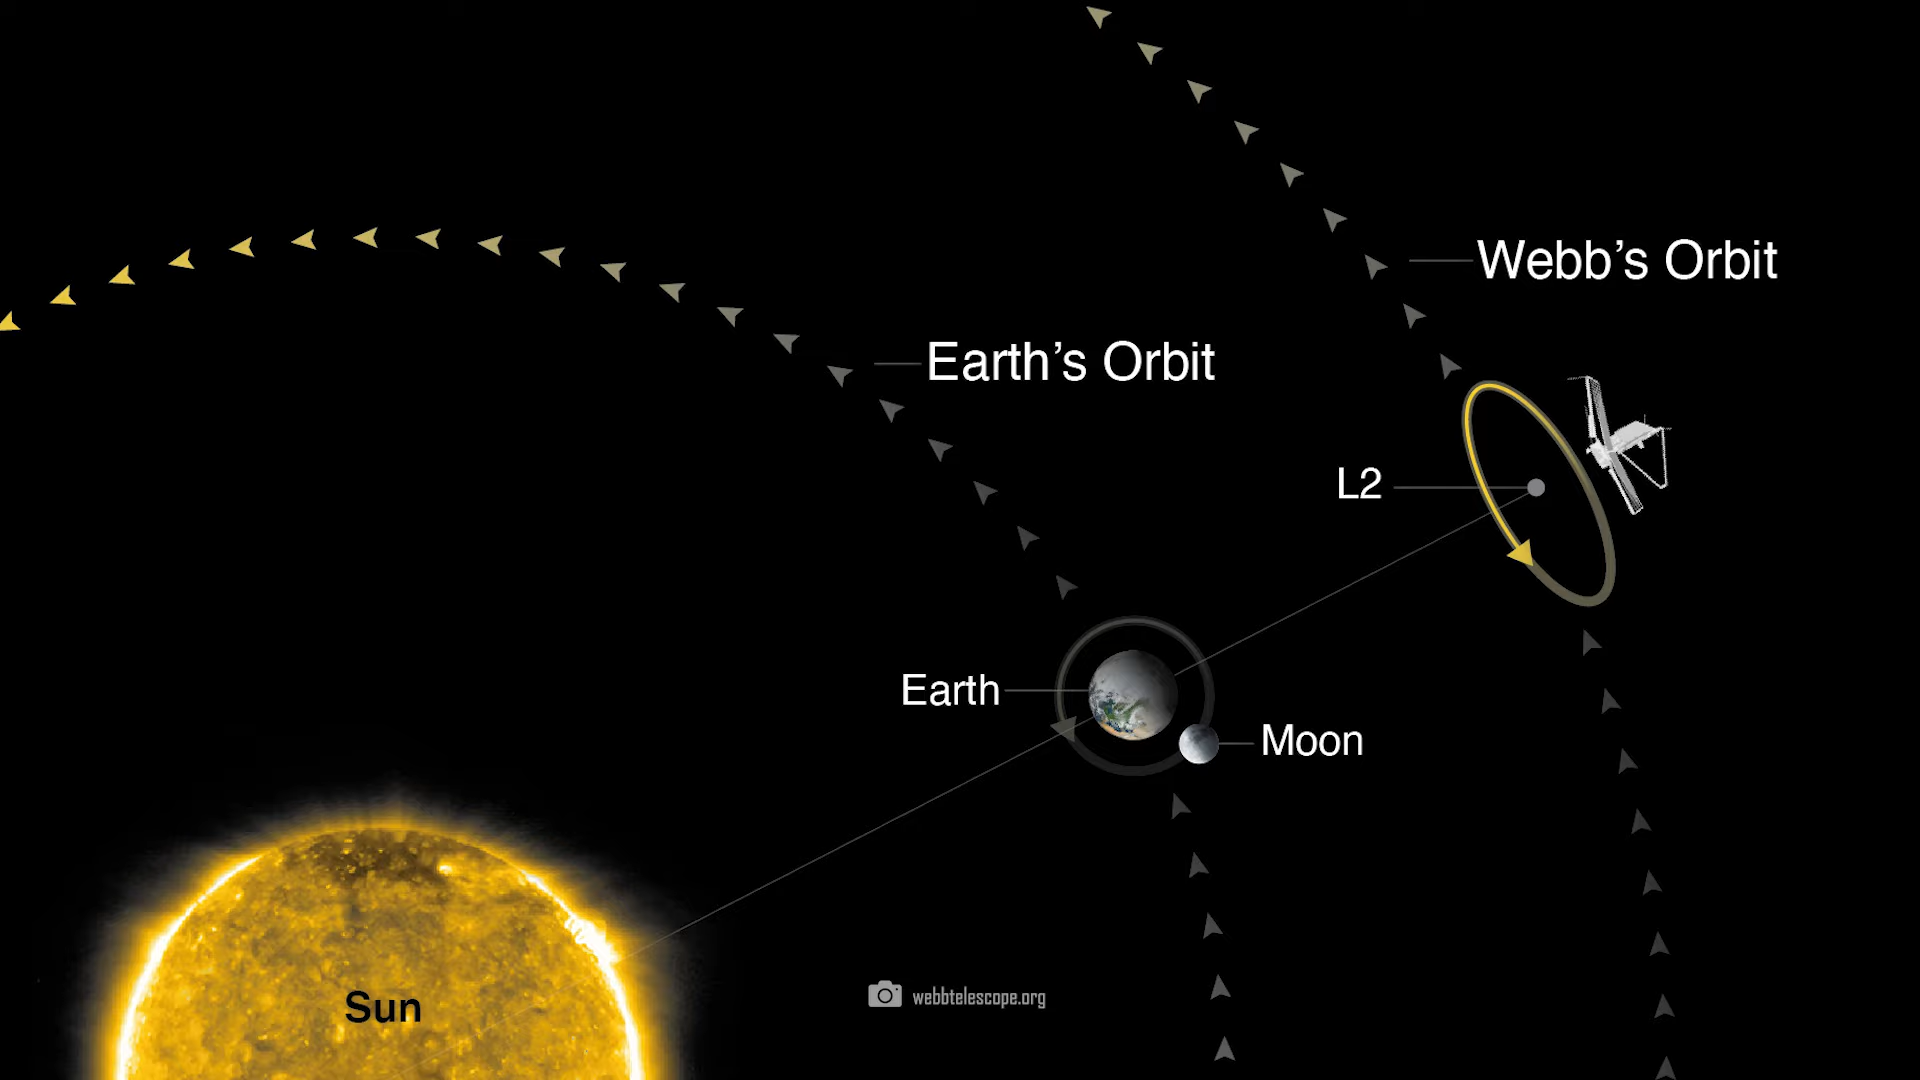 Webb’s Orbit
Earth’s Orbit
L2
Earth
Moon
Sun
webbtelescope.org